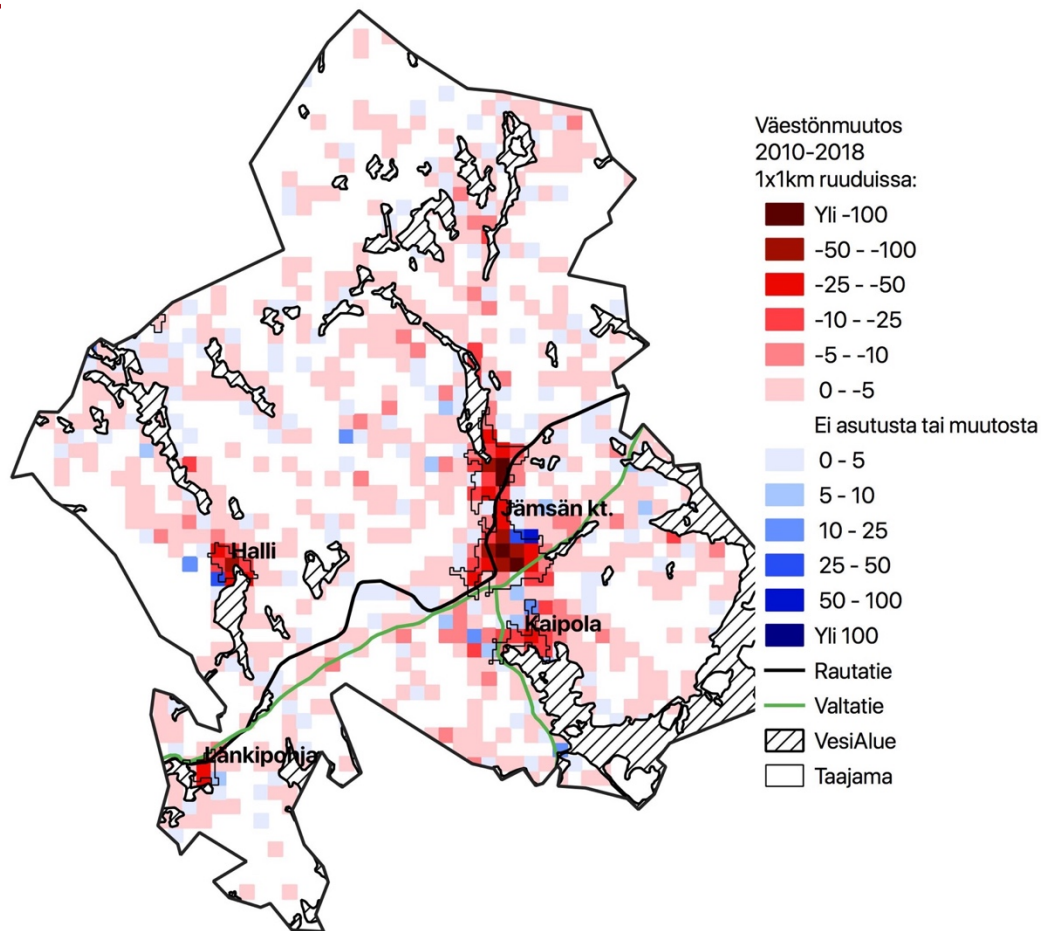 Väestönmuutos
2010-2018
1x1km ruuduissa:
Yli -100
-50 - -100
-25 - -50
-10 - -25
-5 - -10
0 - -5
Ei asutusta tai muutosta
0 - 5
5 - 10
10 - 25
25 - 50
50 - 100
Yli 100
Rautatie
Valtatie
VesiAlue
Taajama
Jämsän kt.
Halli
Kaipola
Länkipohja